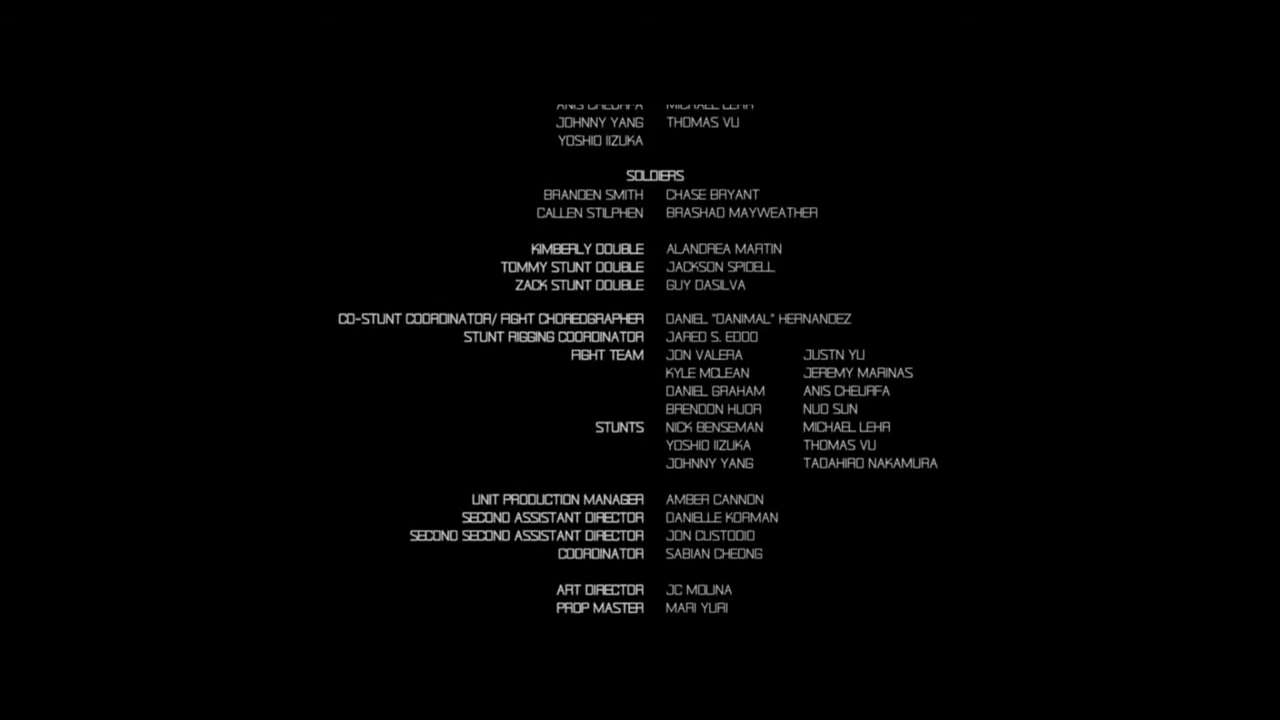 ANIS CHEURFA MICHAEL LEHR
JOHNNY YANG THOMAS VU
YOSHIO IIZUKA
SOLDIERS
BRANDEN SMITH CHASE BRYANT
CALLEN STILPHEN BRASHAD MAYWEATHER
KIMBERLY DOUBLE ALANDREA MARTIN
TOMMY STUNT DOUBLE JACKSON SPIDELL
ZACK STUNT DOUBLE GUY DASILVA
CO-STUNT COORDINATOR/ FIGHT CHOREOGRAPHER DANIEL "DANIMAL" HERNANDEZ
STUNT RIGGING COORDINATOR JARED S. EDDO
FIGHT TEAM JON VALERA JUSTN YU
KYLE MCLEAN JEREMY MARINAS
DANIEL GRAHAM ANIS CHEURFA
BRENDON HUOR NUO SUN
STUNTS NICK BENSEMAN MICHAEL LEHR
YOSHIO IIZUKA THOMAS VU
JOHNNY YANG TADAHIRO NAKAMURA
UNIT PRODUCTION MANAGER AMBER CANNON
SECOND ASSISTANT DIRECTOR DANIELLE KORMAN
SECOND SECOND ASSISTANT DIRECTOR JON CUSTODIO
COORDINATOR SABIAN CHEONG
ART DIRECTOR JC MOLINA
PROP MASTER MARI YURI